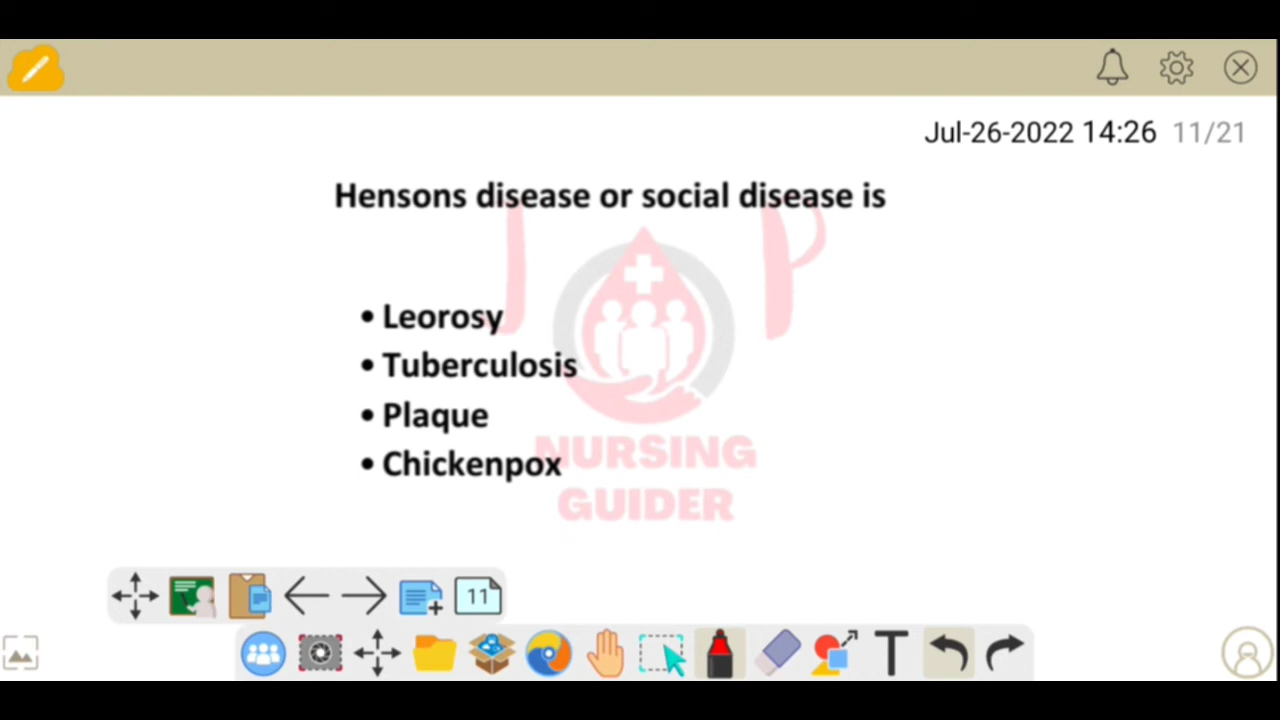 Jul-26-2022 14:26 11/21
Hensons disease or social disease is
J P
• Leorosy
• Tuberculosis
• Plaque
• Chickenpox
NURSING
GUIDER
11
T